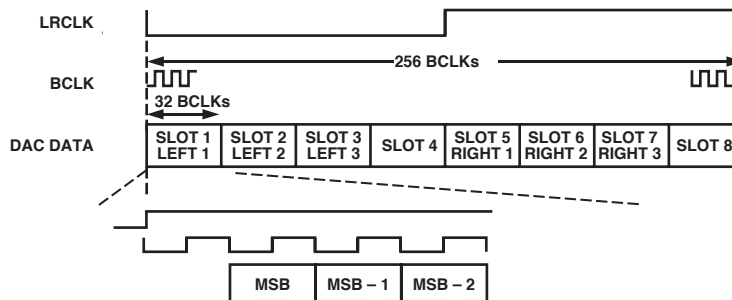 LRCLK
256 BCLKs
BCLK
32 BCLKs
DAC DATA
SLOT 1
LEFT 1
SLOT 2
LEFT 2
SLOT 3
LEFT 3
SLOT 4
SLOT 5
RIGHT 1
SLOT 6
RIGHT 2
SLOT 7
RIGHT 3
SLOT 8
MSB
MSB – 1
MSB – 2